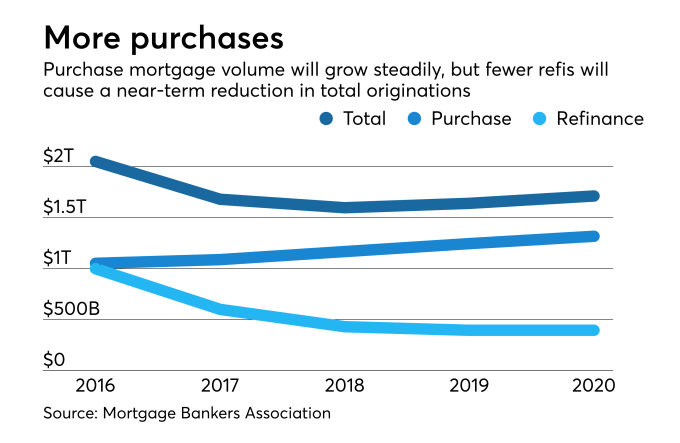 More purchases
Purchase mortgage volume will grow steadily, but fewer refis will
cause a near-term reduction in total originations
Total Purchase Refinance
$2T
$1.5T
$1T
$500B
$0
2016 2017 2018 2019 2020
Source: Mortgage Bankers Association